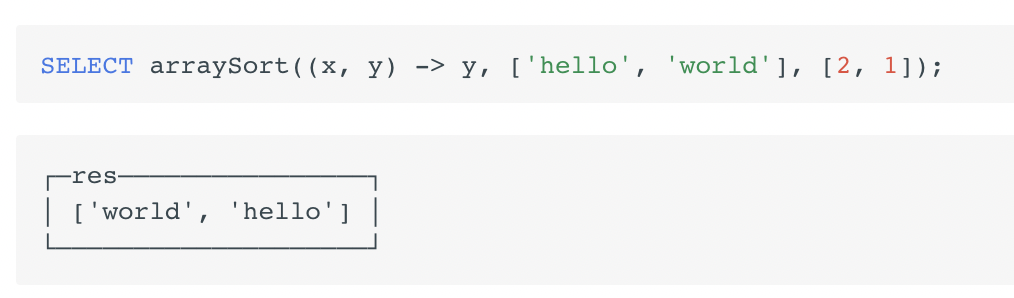 SELECT arraySort((x, y) -> y, ['hello', 'world'], [2, 1]);
┌─res────────────────┐
│ ['world', 'hello'] │
└────────────────────┘